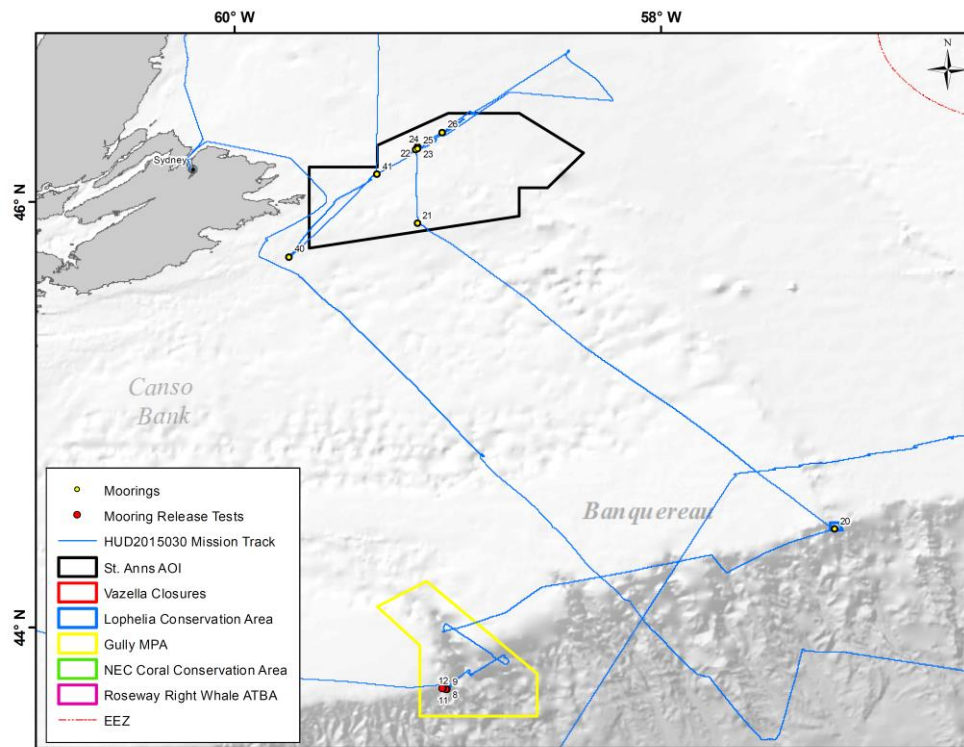 60° W
58° W
N
26
24
25
22
23
41
Sydney
46° N
21
40
Canso
Bank
Banquereau
20
44° N
12
9
11
8
Moorings
Mooring Release Tests
HUD2015030 Mission Track
St. Anns AOI
Vazella Closures
Lophelia Conservation Area
Gully MPA
NEC Coral Conservation Area
Roseway Right Whale ATBA
EEZ